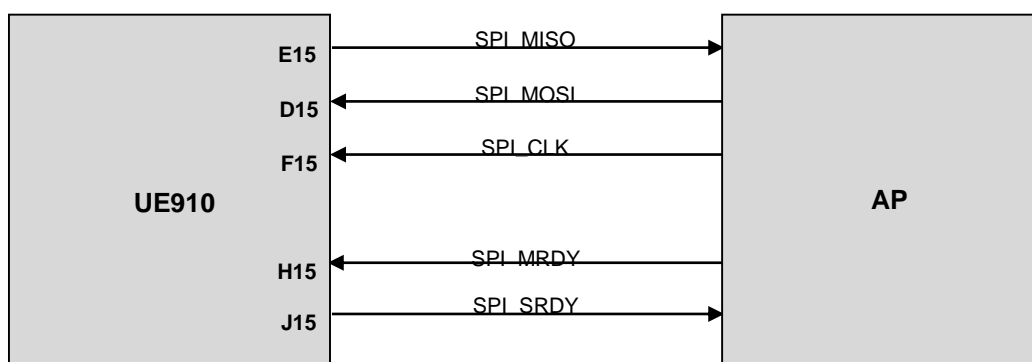 SPI_MISO
E15
SPI_MOSI
D15
SPI_CLK
F15
UE910
AP
SPI_MRDY
H15
SPI_SRDY
J15